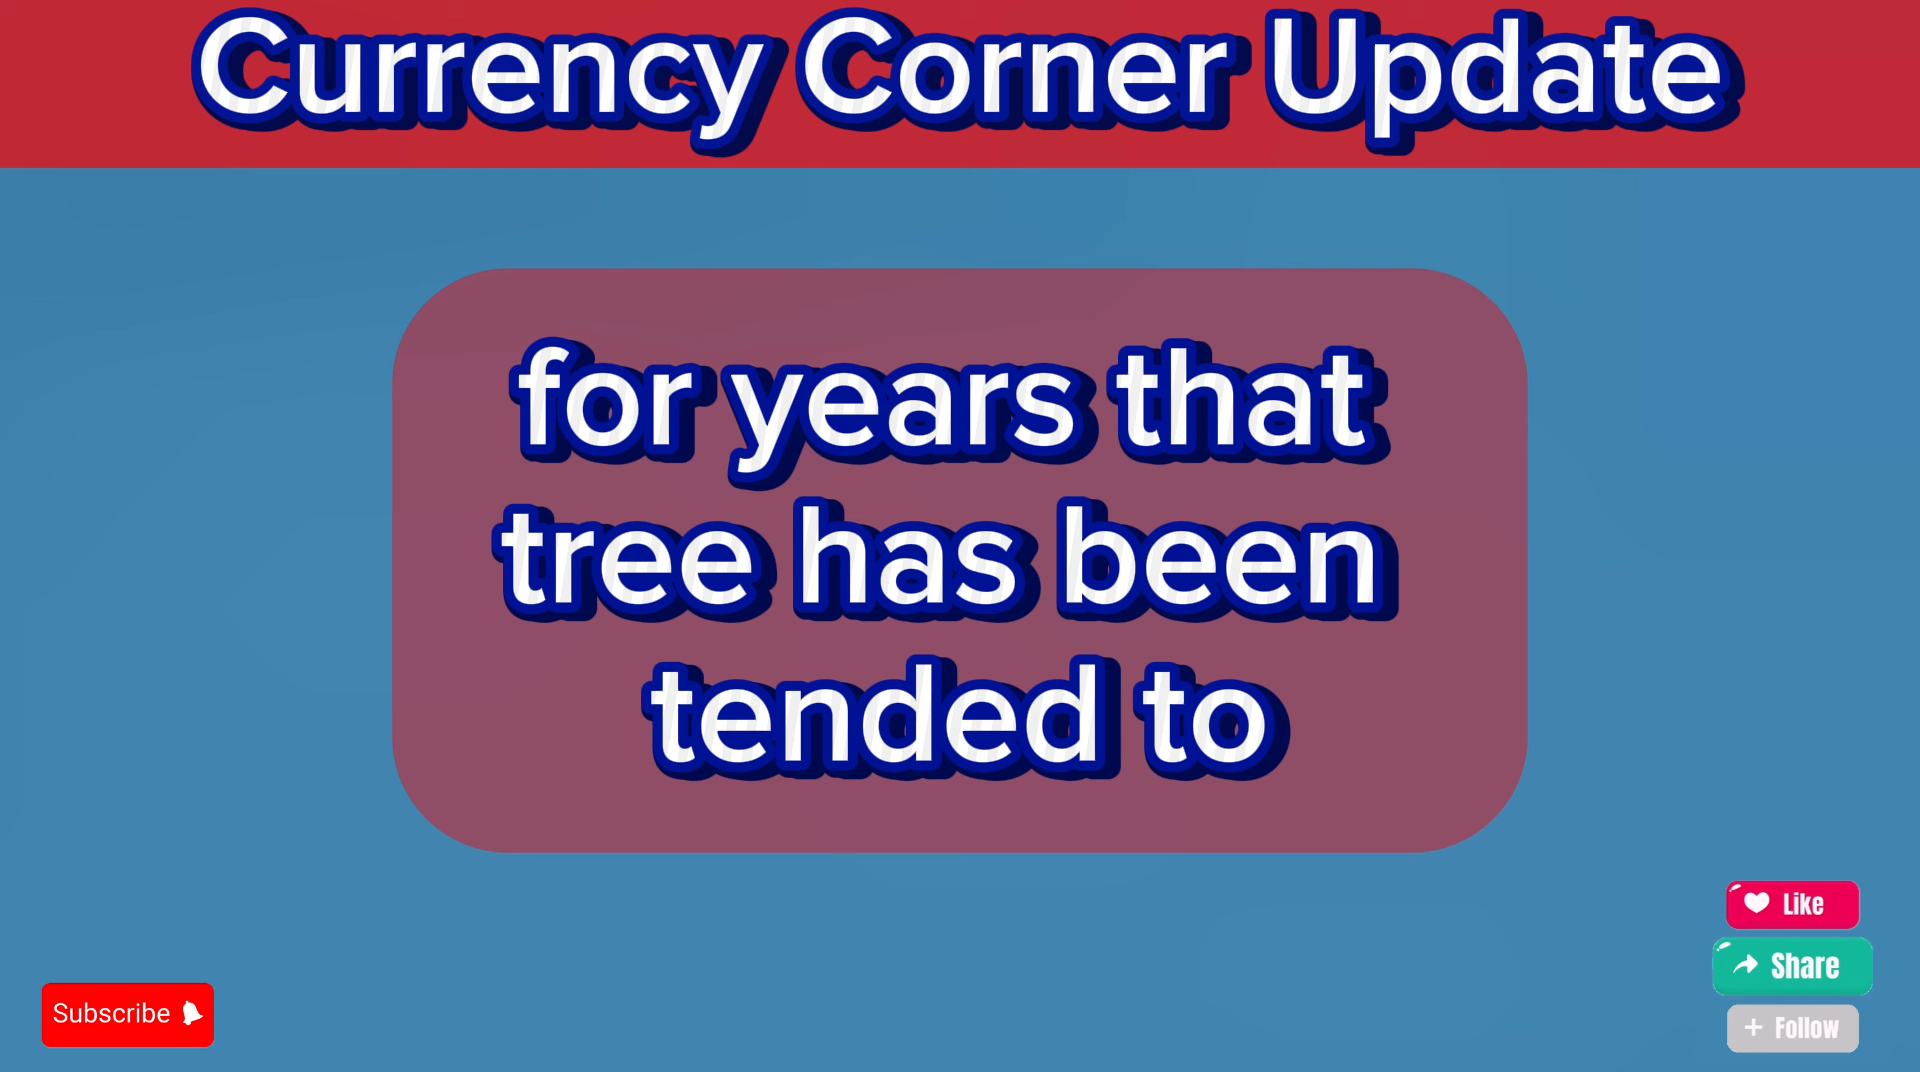 Currency Corner Update
for years that
tree has been
tended to
Like
Share
Subscribe
+ Follow